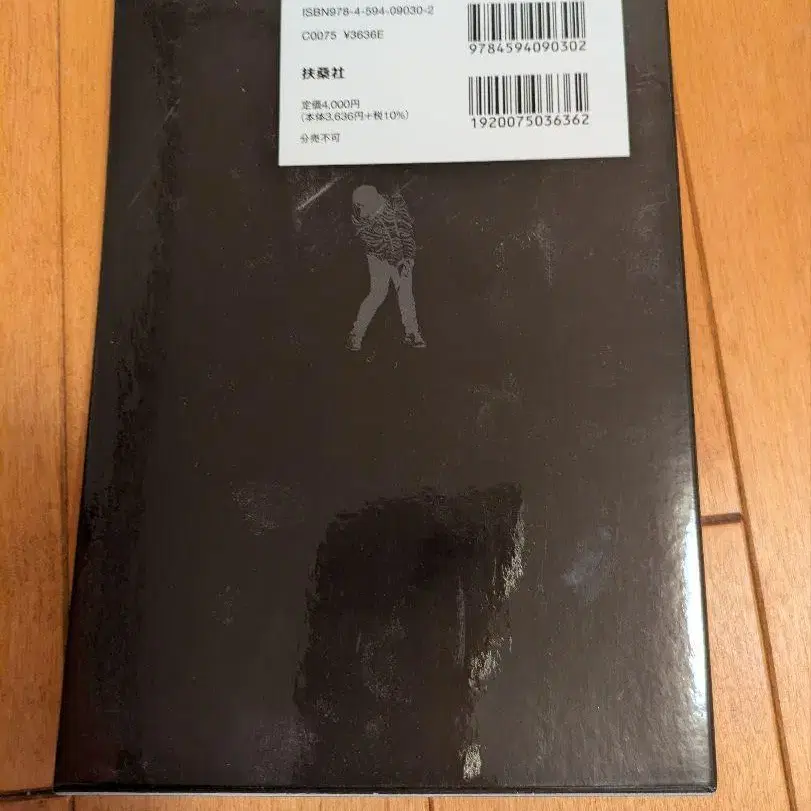 ISBN978-4-594-09030-2
C0075 ¥3636E
扶桑社
定価4,000円
(本体3,636円+税10%)
分売不可
9784594090302
1920075036362